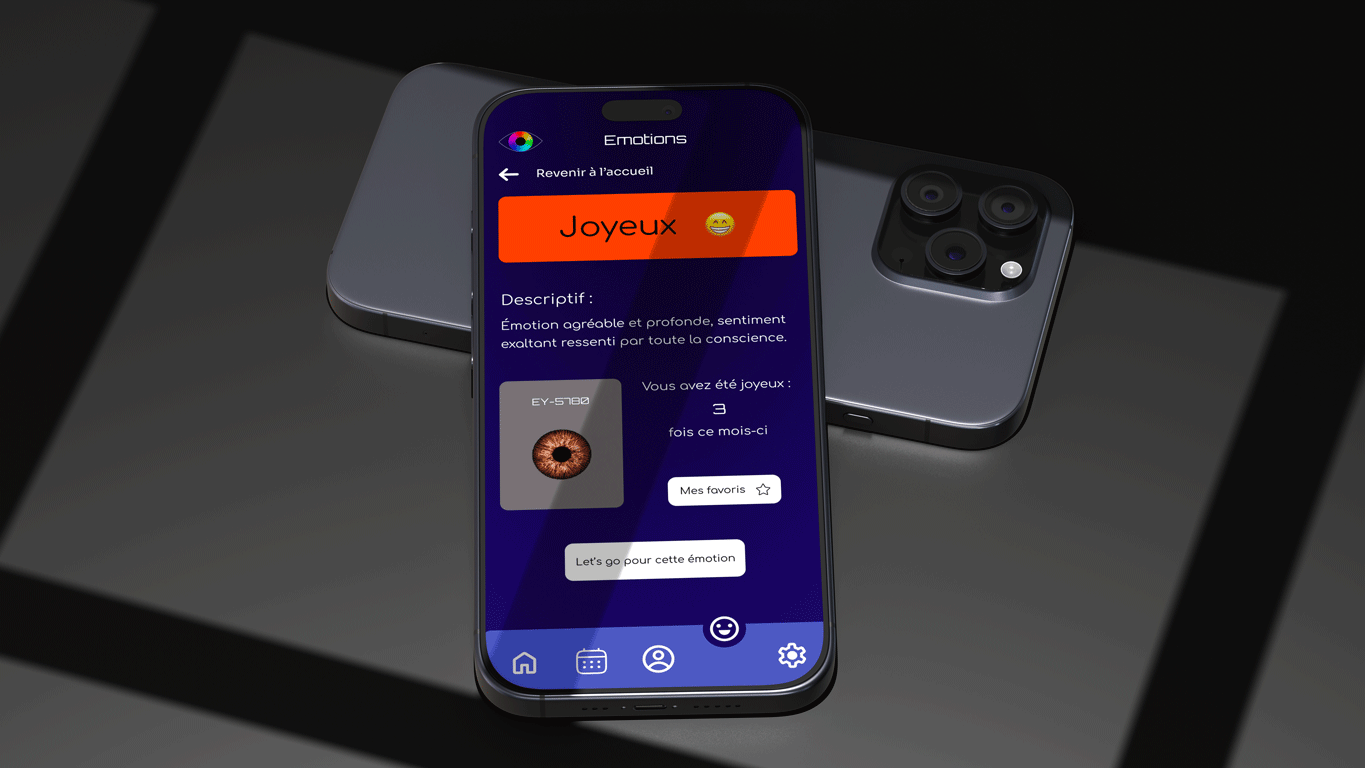 Emotions
Revenir à l'accueil
Joyeux
Descriptif :
Émotion agréable et profonde, sentiment
exaltant ressenti par toute la conscience.
EY-5780
Vous avez été joyeux :
3
fois ce mois-ci
Mes favoris
Let's go pour cette émotion